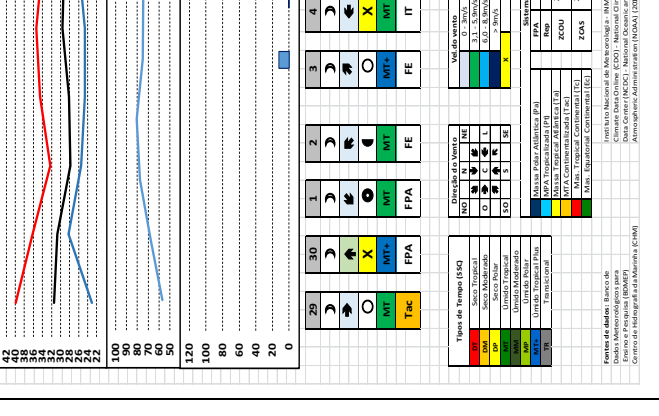 42 40 38 36 34 32 30 28 26 24 22
100 90 80 70 60 50
120 100 80 60 40 20 0
29 30 1 2 3 4
X X
MT MT+ MT MT MT+ MT
Tac FPA FPA FE FE IT
Tipos de Tempo (SSC)
DT Seco Tropical
DM Seco Moderado
DP Seco Polar
MT Úmido Tropical
MM Úmido Moderado
MP Úmido Polar
MT+ Úmido Tropical Plus
TR Transicional
Direção do Vento
NO N NE
O C L
SO S SE
Vel.do vento
0 - 3m/s
3,1 - 5,9m/s
6,0 - 8,9m/s
> 9m/s
X
Sistem
FPA
Rep
ZCOU
ZCAS
Massa Polar Atlântica (Pa)
MPA Tropicalizada (Pt)
Massa Tropical Atlântica (Ta)
MTA Continentalizada (Tac)
Mas. Tropical Continental (Tc)
Mas. Equatorial Continental (Ec)
Fontes de dados: Banco de
Dados Meteorológicos para
Ensino e Pesquisa (BDMEP)
Centro de Hidrografia da Marinha (CHM)
Instituto Nacional de Meteorologia - INM
Climate Data Online (CDO) - National Clim
Data Center (NCDC) - National Oceanic an
Atmospheric Administration (NOAA) (20